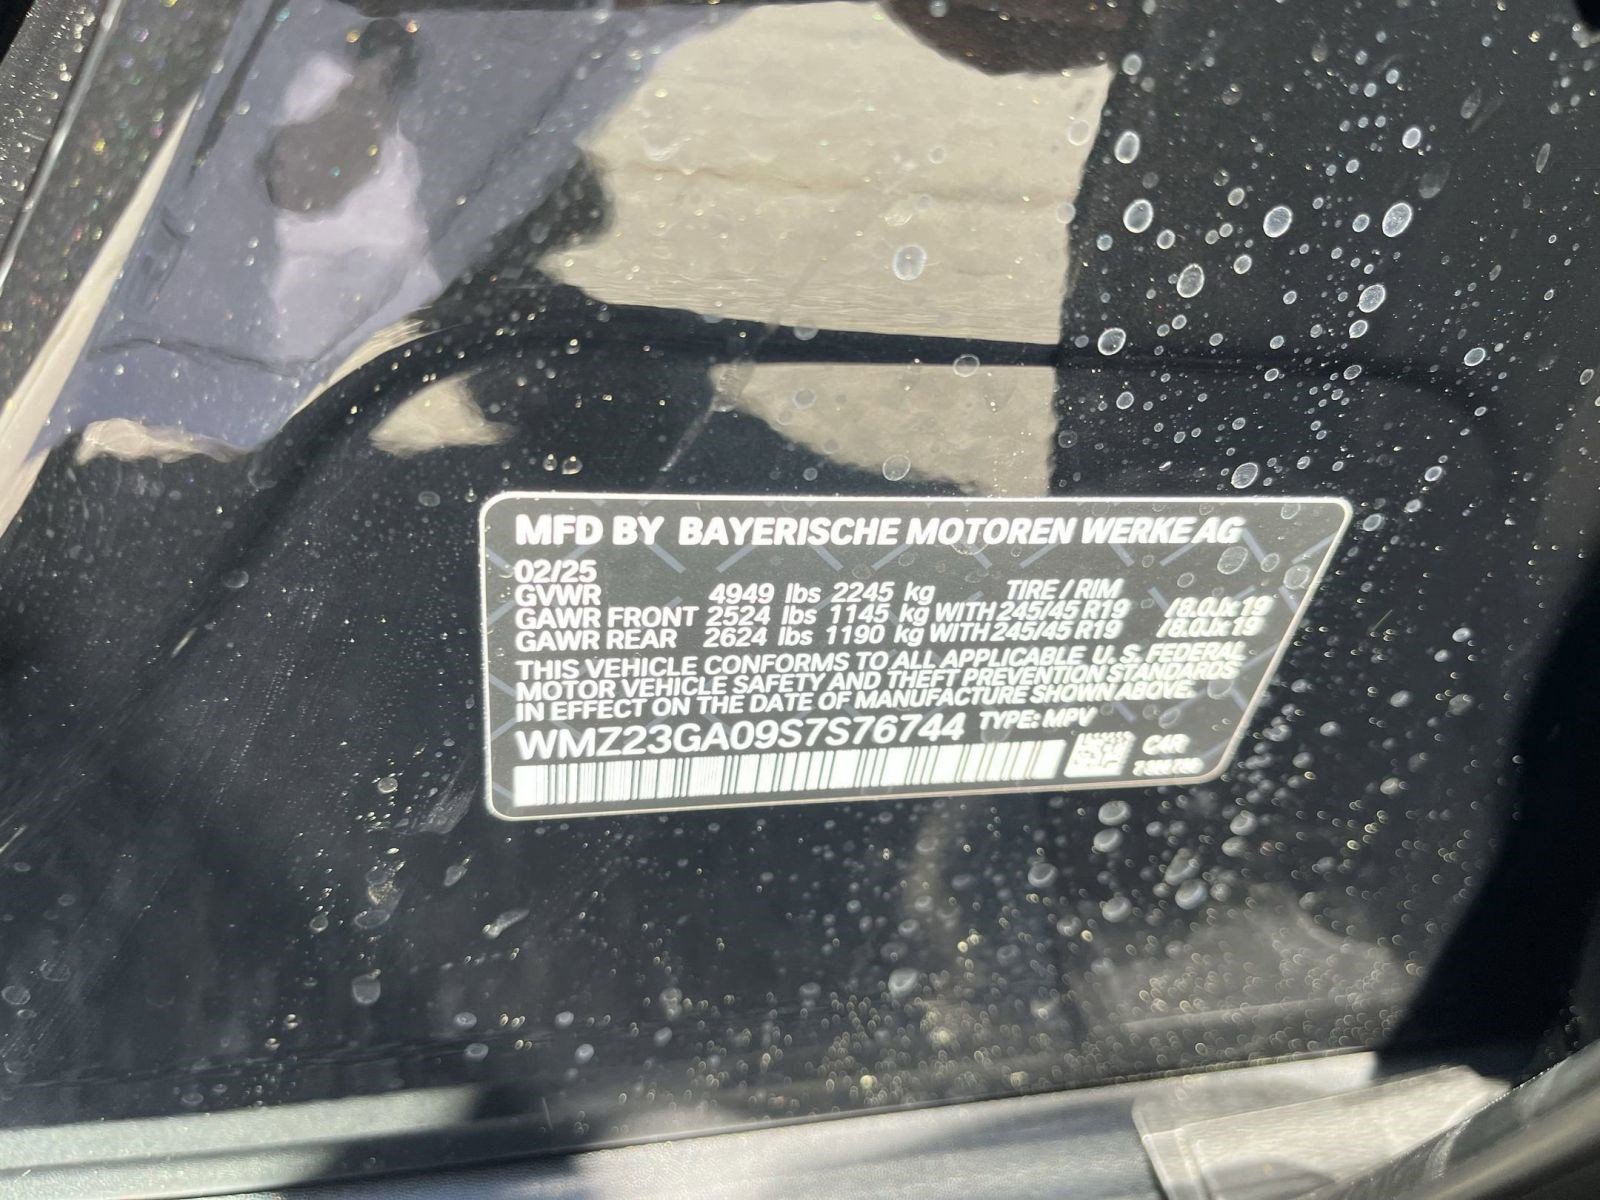 MFD BY BAYERISCHE MOTOREN WERKE AG
02/25
GVWR 4949 lbs 2245 kg TIRE / RIM
GAWR FRONT 2524 lbs 1145 kg WITH 245/45 R19 /8.0Jx19
GAWR REAR 2624 lbs 1190 kg WITH 245/45 R19 /8.0Jx19
THIS VEHICLE CONFORMS TO ALL APPLICABLE U.S. FEDERAL
MOTOR VEHICLE SAFETY AND THEFT PREVENTION STANDARDS
IN EFFECT ON THE DATE OF MANUFACTURE SHOWN ABOVE.
WMZ23GA09S7S76744 TYPE: MPV
CAR